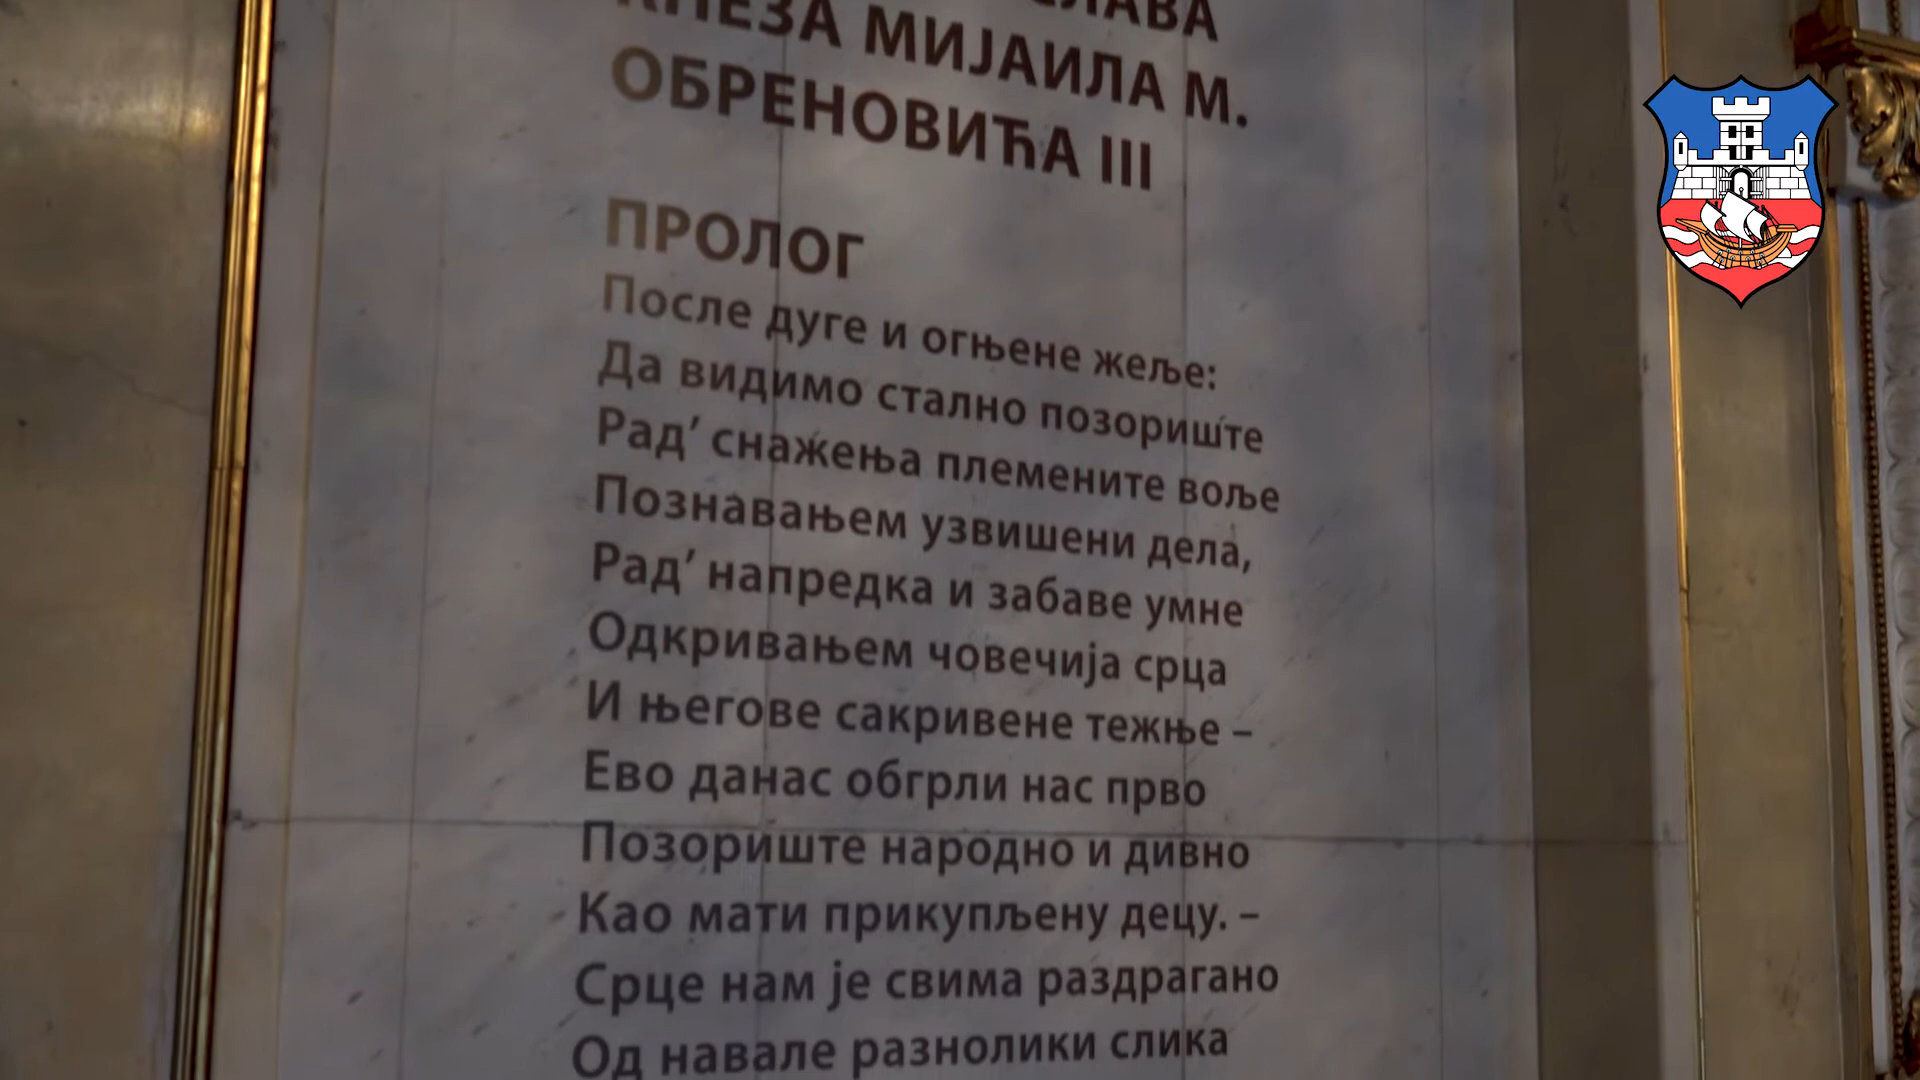 КНЕЗА МИЈАИЛА М.
ОБРЕНОВИЋА III
ПРОЛОГ
После дуге и огњене жеље:
Да видимо стално позориште
Рад’ снажења племените воље
Познавањем узвишени дела,
Рад’ напредка и забаве умне
Одкривањем човечија срца
И његове сакривене тежње –
Ево данас обгрли нас прво
Позориште народно и дивно
Као мати прикупљену децу. –
Срце нам је свима раздрагано
Од навале разнолики слика